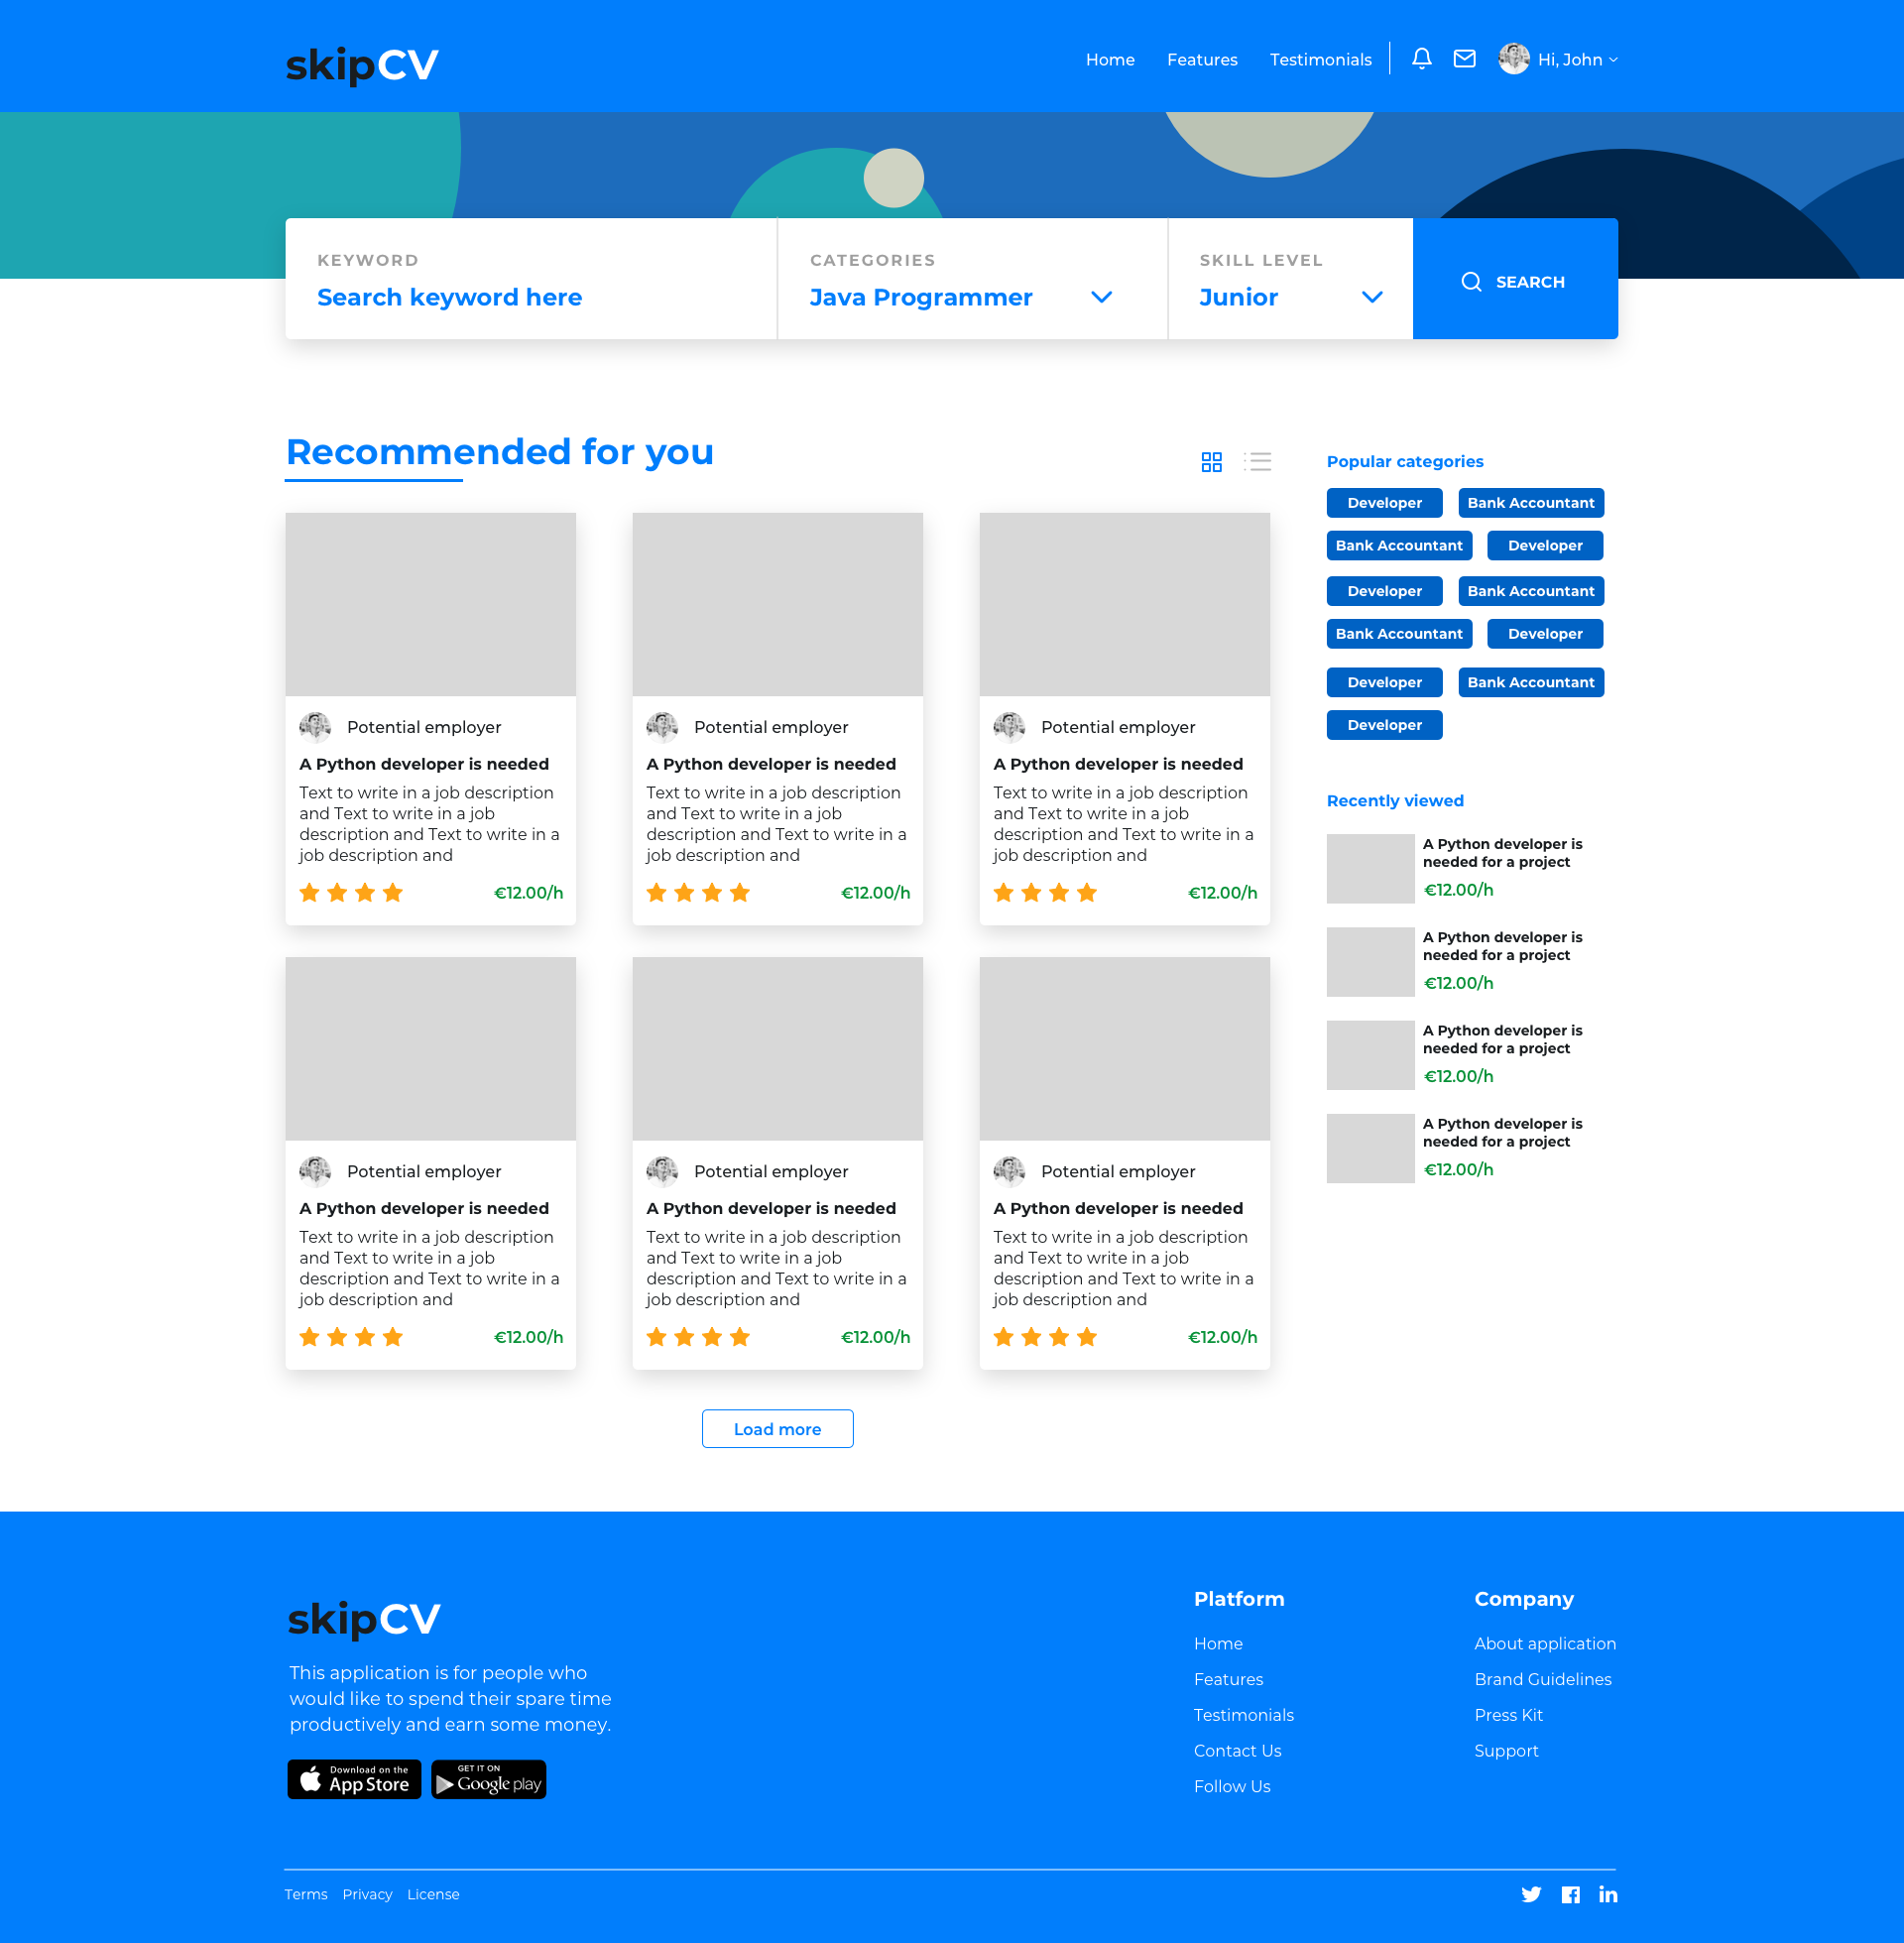 skipCV
Home Features Testimonials Hi, John
KEYWORD
Search keyword here
CATEGORIES
Java Programmer
SKILL LEVEL
Junior
SEARCH
Recommended for you
Potential employer
A Python developer is needed
Text to write in a job description
and Text to write in a job
description and Text to write in a
job description and
€12.00/h
Potential employer
A Python developer is needed
Text to write in a job description
and Text to write in a job
description and Text to write in a
job description and
€12.00/h
Potential employer
A Python developer is needed
Text to write in a job description
and Text to write in a job
description and Text to write in a
job description and
€12.00/h
Potential employer
A Python developer is needed
Text to write in a job description
and Text to write in a job
description and Text to write in a
job description and
€12.00/h
Potential employer
A Python developer is needed
Text to write in a job description
and Text to write in a job
description and Text to write in a
job description and
€12.00/h
Potential employer
A Python developer is needed
Text to write in a job description
and Text to write in a job
description and Text to write in a
job description and
€12.00/h
Load more
Popular categories
Developer Bank Accountant
Bank Accountant Developer
Developer Bank Accountant
Bank Accountant Developer
Developer Bank Accountant
Developer
Recently viewed
A Python developer is
needed for a project
€12.00/h
A Python developer is
needed for a project
€12.00/h
A Python developer is
needed for a project
€12.00/h
A Python developer is
needed for a project
€12.00/h
skipCV
This application is for people who
would like to spend their spare time
productively and earn some money.
Download on the
App Store
GET IT ON
Google play
Platform
Home
Features
Testimonials
Contact Us
Follow Us
Company
About application
Brand Guidelines
Press Kit
Support
Terms Privacy License